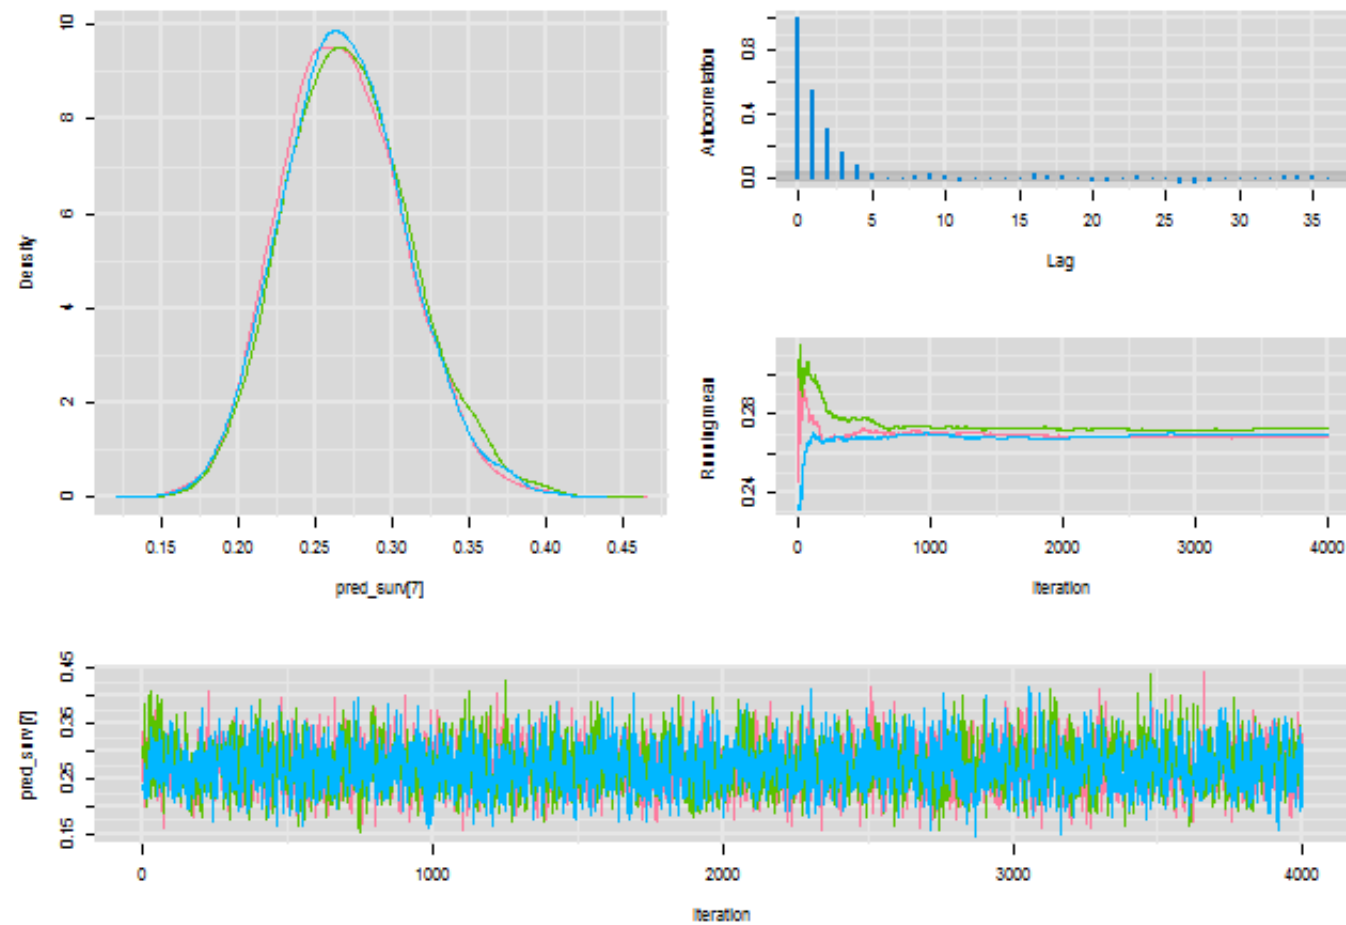 Density
0 2 4 6 8 10
0.15 0.20 0.25 0.30 0.35 0.40 0.45
pred_surv[7]
Autocorrelation
0.0 0.4 0.8
0 5 10 15 20 25 30 35
Lag
Running mean
0.24 0.28
0 1000 2000 3000 4000
Iteration
pred_surv[7]
0.15 0.25 0.35 0.45
0 1000 2000 3000 4000
Iteration